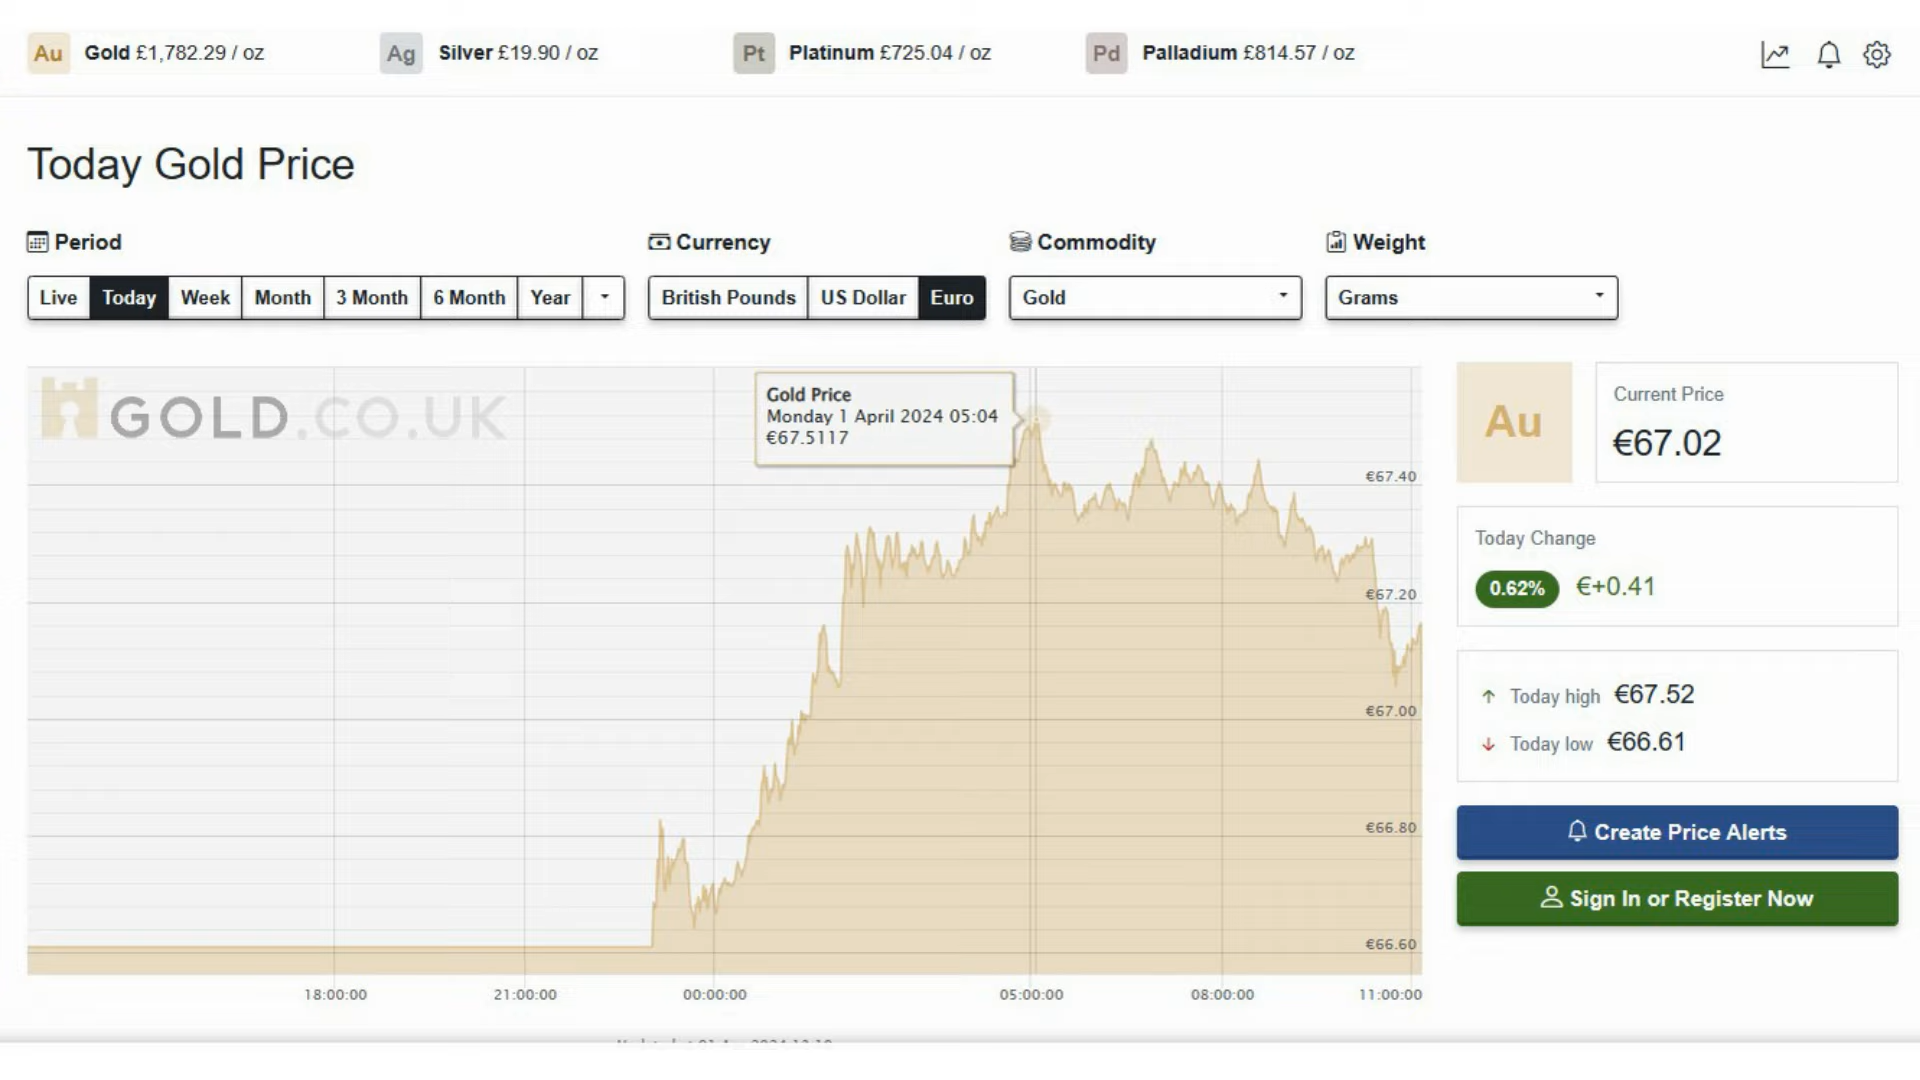 Au Gold £1,782.29 / oz Ag Silver £19.90 / oz Pt Platinum £725.04 / oz Pd Palladium £814.57 / oz
Today Gold Price
Period Currency Commodity Weight
Live Today Week Month 3 Month 6 Month Year British Pounds US Dollar Euro Gold Grams
GOLD.CO.UK
Gold Price
Monday 1 April 2024 05:04
€67.5117
€67.40
€67.20
€67.00
€66.80
€66.60
18:00:00 21:00:00 00:00:00 05:00:00 08:00:00 11:00:00
Au
Current Price
€67.02
Today Change
0.62% €+0.41
Today high €67.52
Today low €66.61
Create Price Alerts
Sign In or Register Now